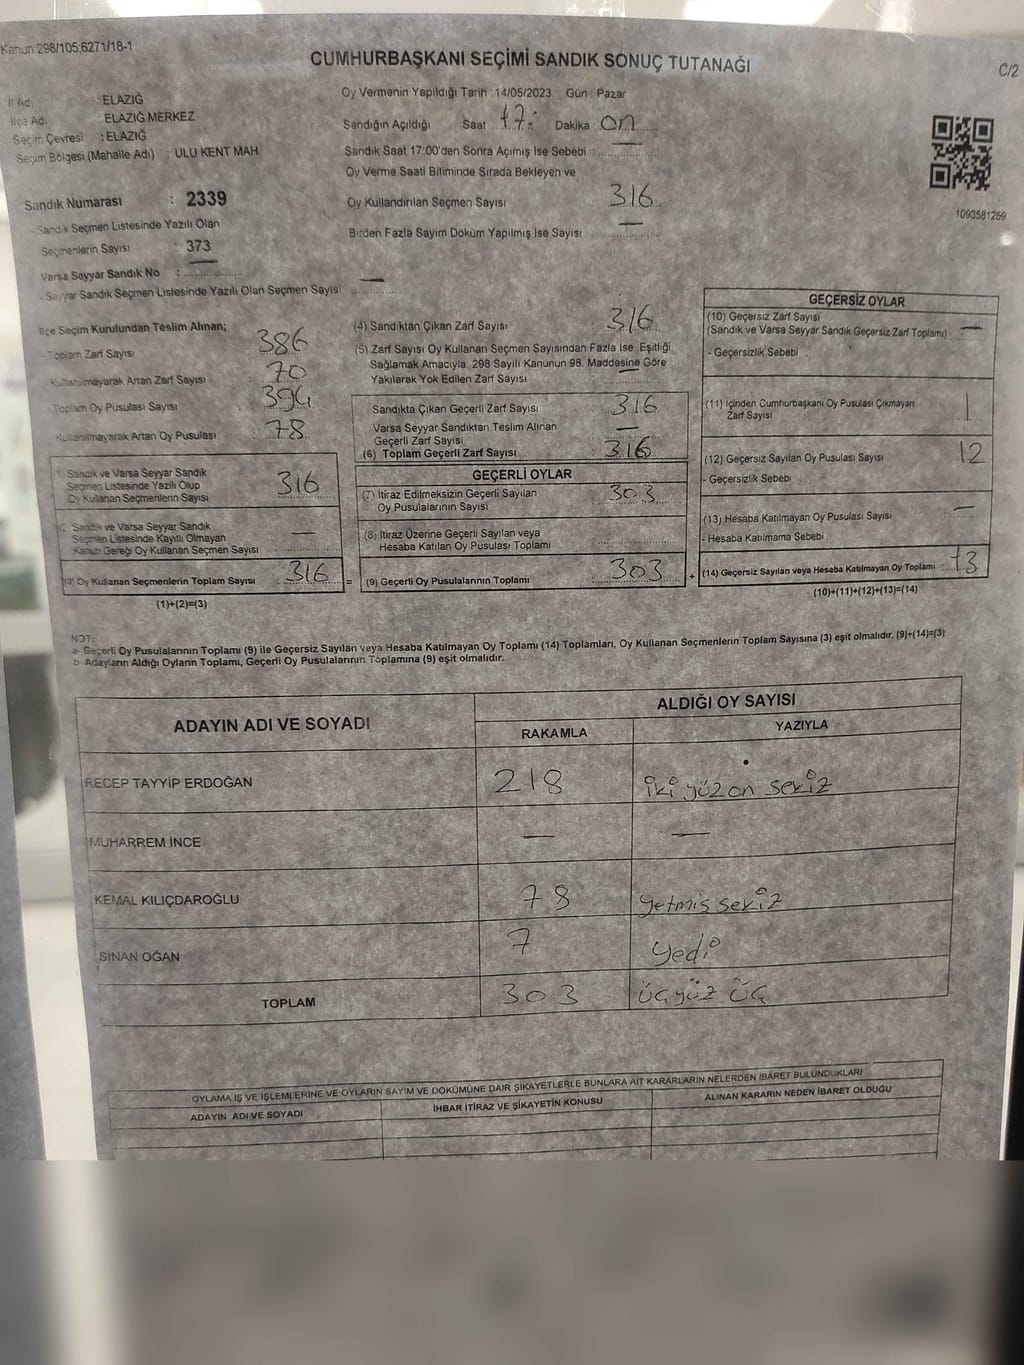 Kanun:298/105,6271/18-1
CUMHURBAŞKANI SEÇİMİ SANDIK SONUÇ TUTANAĞI
C/2
İl Adı : ELAZIĞ
İlçe Adı : ELAZIĞ MERKEZ
Seçim Çevresi : ELAZIĞ
Seçim Bölgesi (Mahalle Adı) : ULU KENT MAH
Sandık Numarası : 2339
- Sandık Seçmen Listesinde Yazılı Olan
Seçmenlerin Sayısı : 373
Varsa Seyyar Sandık No : —
- Seyyar Sandık Seçmen Listesinde Yazılı Olan Seçmen Sayısı —
Oy Vermenin Yapıldığı Tarih :14/05/2023 Gün : Pazar
Sandığın Açıldığı Saat 17: Dakika on
Sandık Saat 17:00'den Sonra Açımış İse Sebebi : —
Oy Verme Saati Bitiminde Sırada Bekleyen ve
Oy Kullandırılan Seçmen Sayısı 316
Birden Fazla Sayım Döküm Yapılmış İse Sayısı —
1093581259
İlçe Seçim Kurulundan Teslim Alınan;
- Toplam Zarf Sayısı 386
Kullanılmayarak Artan Zarf Sayısı 70
Toplam Oy Pusulası Sayısı 394
Kullanılmayarak Artan Oy Pusulası 78
1- Sandık ve Varsa Seyyar Sandık
Seçmen Listesinde Yazılı Olup
Oy Kullanan Seçmenlerin Sayısı 316
2- Sandık ve Varsa Seyyar Sandık
Seçmen Listesinde Kayıtlı Olmayan
Kanun Gereği Oy Kullanan Seçmen Sayısı —
(3) Oy Kullanan Seçmenlerin Toplam Sayısı 316 =
(1)+(2)=(3)
(4) Sandıktan Çıkan Zarf Sayısı 316
(5) Zarf Sayısı Oy Kullanan Seçmen Sayısından Fazla İse, Eşitliği
Sağlamak Amacıyla, 298 Sayılı Kanunun 98. Maddesine Göre
Yakılarak Yok Edilen Zarf Sayısı —
Sandıkta Çıkan Geçerli Zarf Sayısı 316
Varsa Seyyar Sandıktan Teslim Alınan
Geçerli Zarf Sayısı —
(6) Toplam Geçerli Zarf Sayısı 316
GEÇERLİ OYLAR
(7) İtiraz Edilmeksizin Geçerli Sayılan
Oy Pusulalarının Sayısı 303
(8) İtiraz Üzerine Geçerli Sayılan veya
Hesaba Katılan Oy Pusulası Toplamı
(9) Geçerli Oy Pusulalarının Toplamı 303 +
GEÇERSİZ OYLAR
(10) Geçersiz Zarf Sayısı
(Sandık ve Varsa Seyyar Sandık Geçersiz Zarf Toplamı) : —
- Geçersizlik Sebebi :
(11) İçinden Cumhurbaşkanı Oy Pusulası Çıkmayan
Zarf Sayısı 1
(12) Geçersiz Sayılan Oy Pusulası Sayısı 12
- Geçersizlik Sebebi
(13) Hesaba Katılmayan Oy Pusulası Sayısı —
- Hesaba Katılmama Sebebi
(14) Geçersiz Sayılan veya Hesaba Katılmayan Oy Toplamı : 13
(10)+(11)+(12)+(13)=(14)
NOT:
a- Geçerli Oy Pusulalarının Toplamı (9) ile Geçersiz Sayılan veya Hesaba Katılmayan Oy Toplamı (14) Toplamları, Oy Kullanan Seçmenlerin Toplam Sayısına (3) eşit olmalıdır. (9)+(14)=(3)
b- Adayların Aldığı Oyların Toplamı, Geçerli Oy Pusulalarının Toplamına (9) eşit olmalıdır.
ADAYIN ADI VE SOYADI
ALDIĞI OY SAYISI
RAKAMLA YAZIYLA
RECEP TAYYİP ERDOĞAN 218 iki yüz on sekiz
MUHARREM İNCE — —
KEMAL KILIÇDAROĞLU 78 yetmiş sekiz
SİNAN OĞAN 7 yedi
TOPLAM 303 üçyüz üç
OYLAMA İŞ VE İŞLEMLERİNE VE OYLARIN SAYIM VE DÖKÜMÜNE DAİR ŞİKAYETLERLE BUNLARA AİT KARARLARIN NELERDEN İBARET BULUNDUKLARI
ADAYIN ADI VE SOYADI İHBAR İTİRAZ VE ŞİKAYETİN KONUSU ALINAN KARARIN NEDEN İBARET OLDUĞU